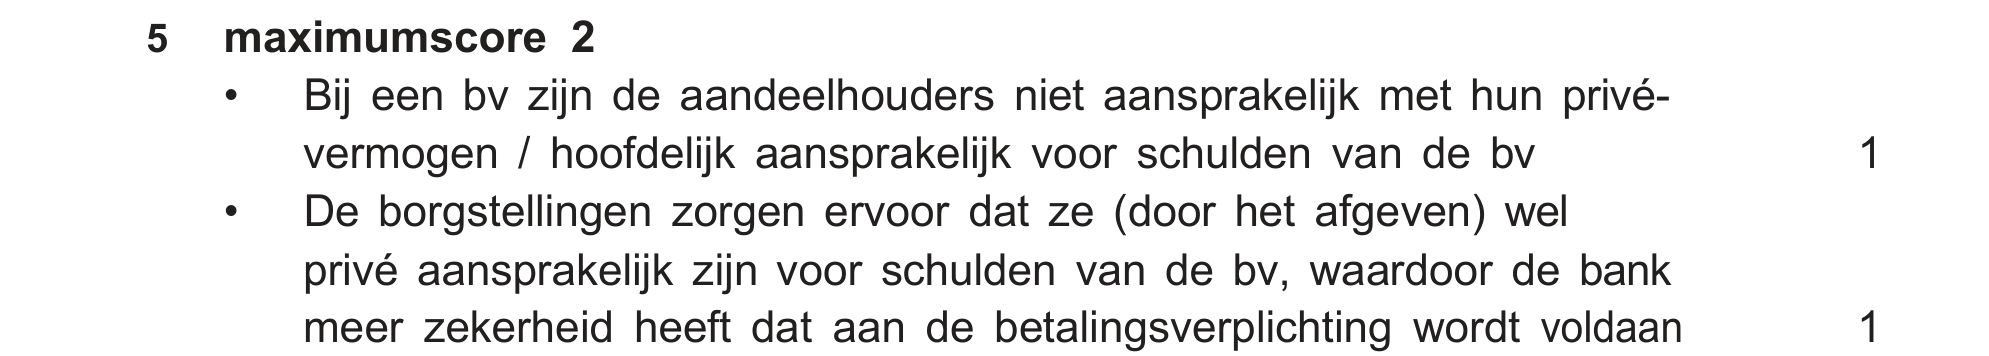 5 maximumscore 2
• Bij een bv zijn de aandeelhouders niet aansprakelijk met hun privé-
vermogen / hoofdelijk aansprakelijk voor schulden van de bv 1
• De borgstellingen zorgen ervoor dat ze (door het afgeven) wel
privé aansprakelijk zijn voor schulden van de bv, waardoor de bank
meer zekerheid heeft dat aan de betalingsverplichting wordt voldaan 1